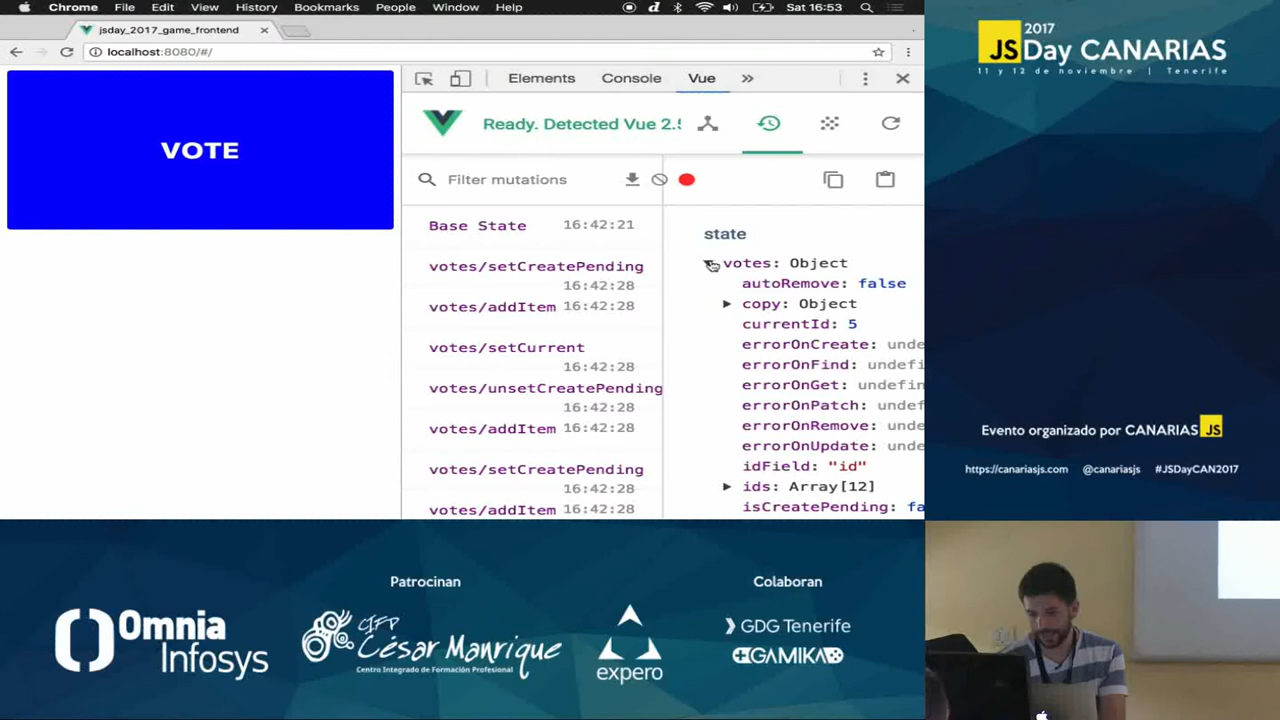 Chrome File Edit View History Bookmarks People Window Help Sat 16:53
jsday_2017_game_frontend
localhost:8080/#/
VOTE
Elements Console Vue
Ready. Detected Vue 2.5
Filter mutations
Base State 16:42:21
votes/setCreatePending
16:42:28
votes/addItem 16:42:28
votes/setCurrent
16:42:28
votes/unsetCreatePending
16:42:28
votes/addItem 16:42:28
votes/setCreatePending
16:42:28
votes/addItem 16:42:28
state
votes: Object
autoRemove: false
copy: Object
currentId: 5
errorOnCreate: unde
errorOnFind: undefi
errorOnGet: undefin
errorOnPatch: undef
errorOnRemove: unde
errorOnUpdate: unde
idField: "id"
ids: Array[12]
isCreatePending: fa
2017
JSDay CANARIAS
11 y 12 de noviembre | Tenerife
Evento organizado por CANARIAS JS
https://canariasjs.com @canariasjs #JSDayCAN2017
Patrocinan
Omnia
Infosys
CIFP
César Manrique
Centro Integrado de Formación Profesional
expero
Colaboran
GDG Tenerife
GAMIKA